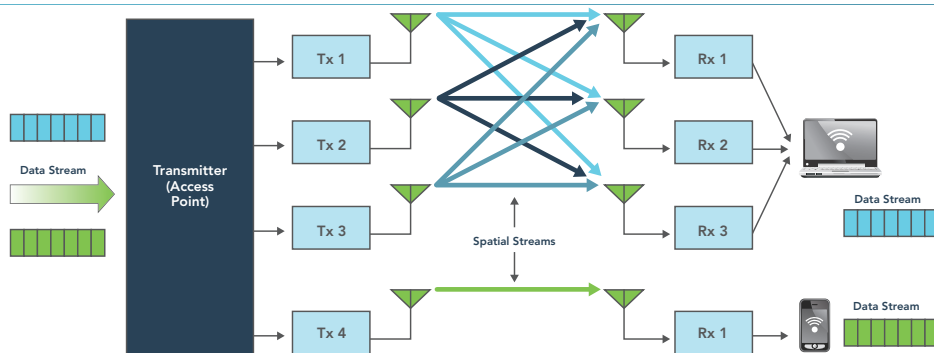 Tx 1
Rx 1
Tx 2
Rx 2
Data Stream
Transmitter
(Access
Point)
Data Stream
Tx 3
Spatial Streams
Rx 3
Data Stream
Tx 4
Rx 1